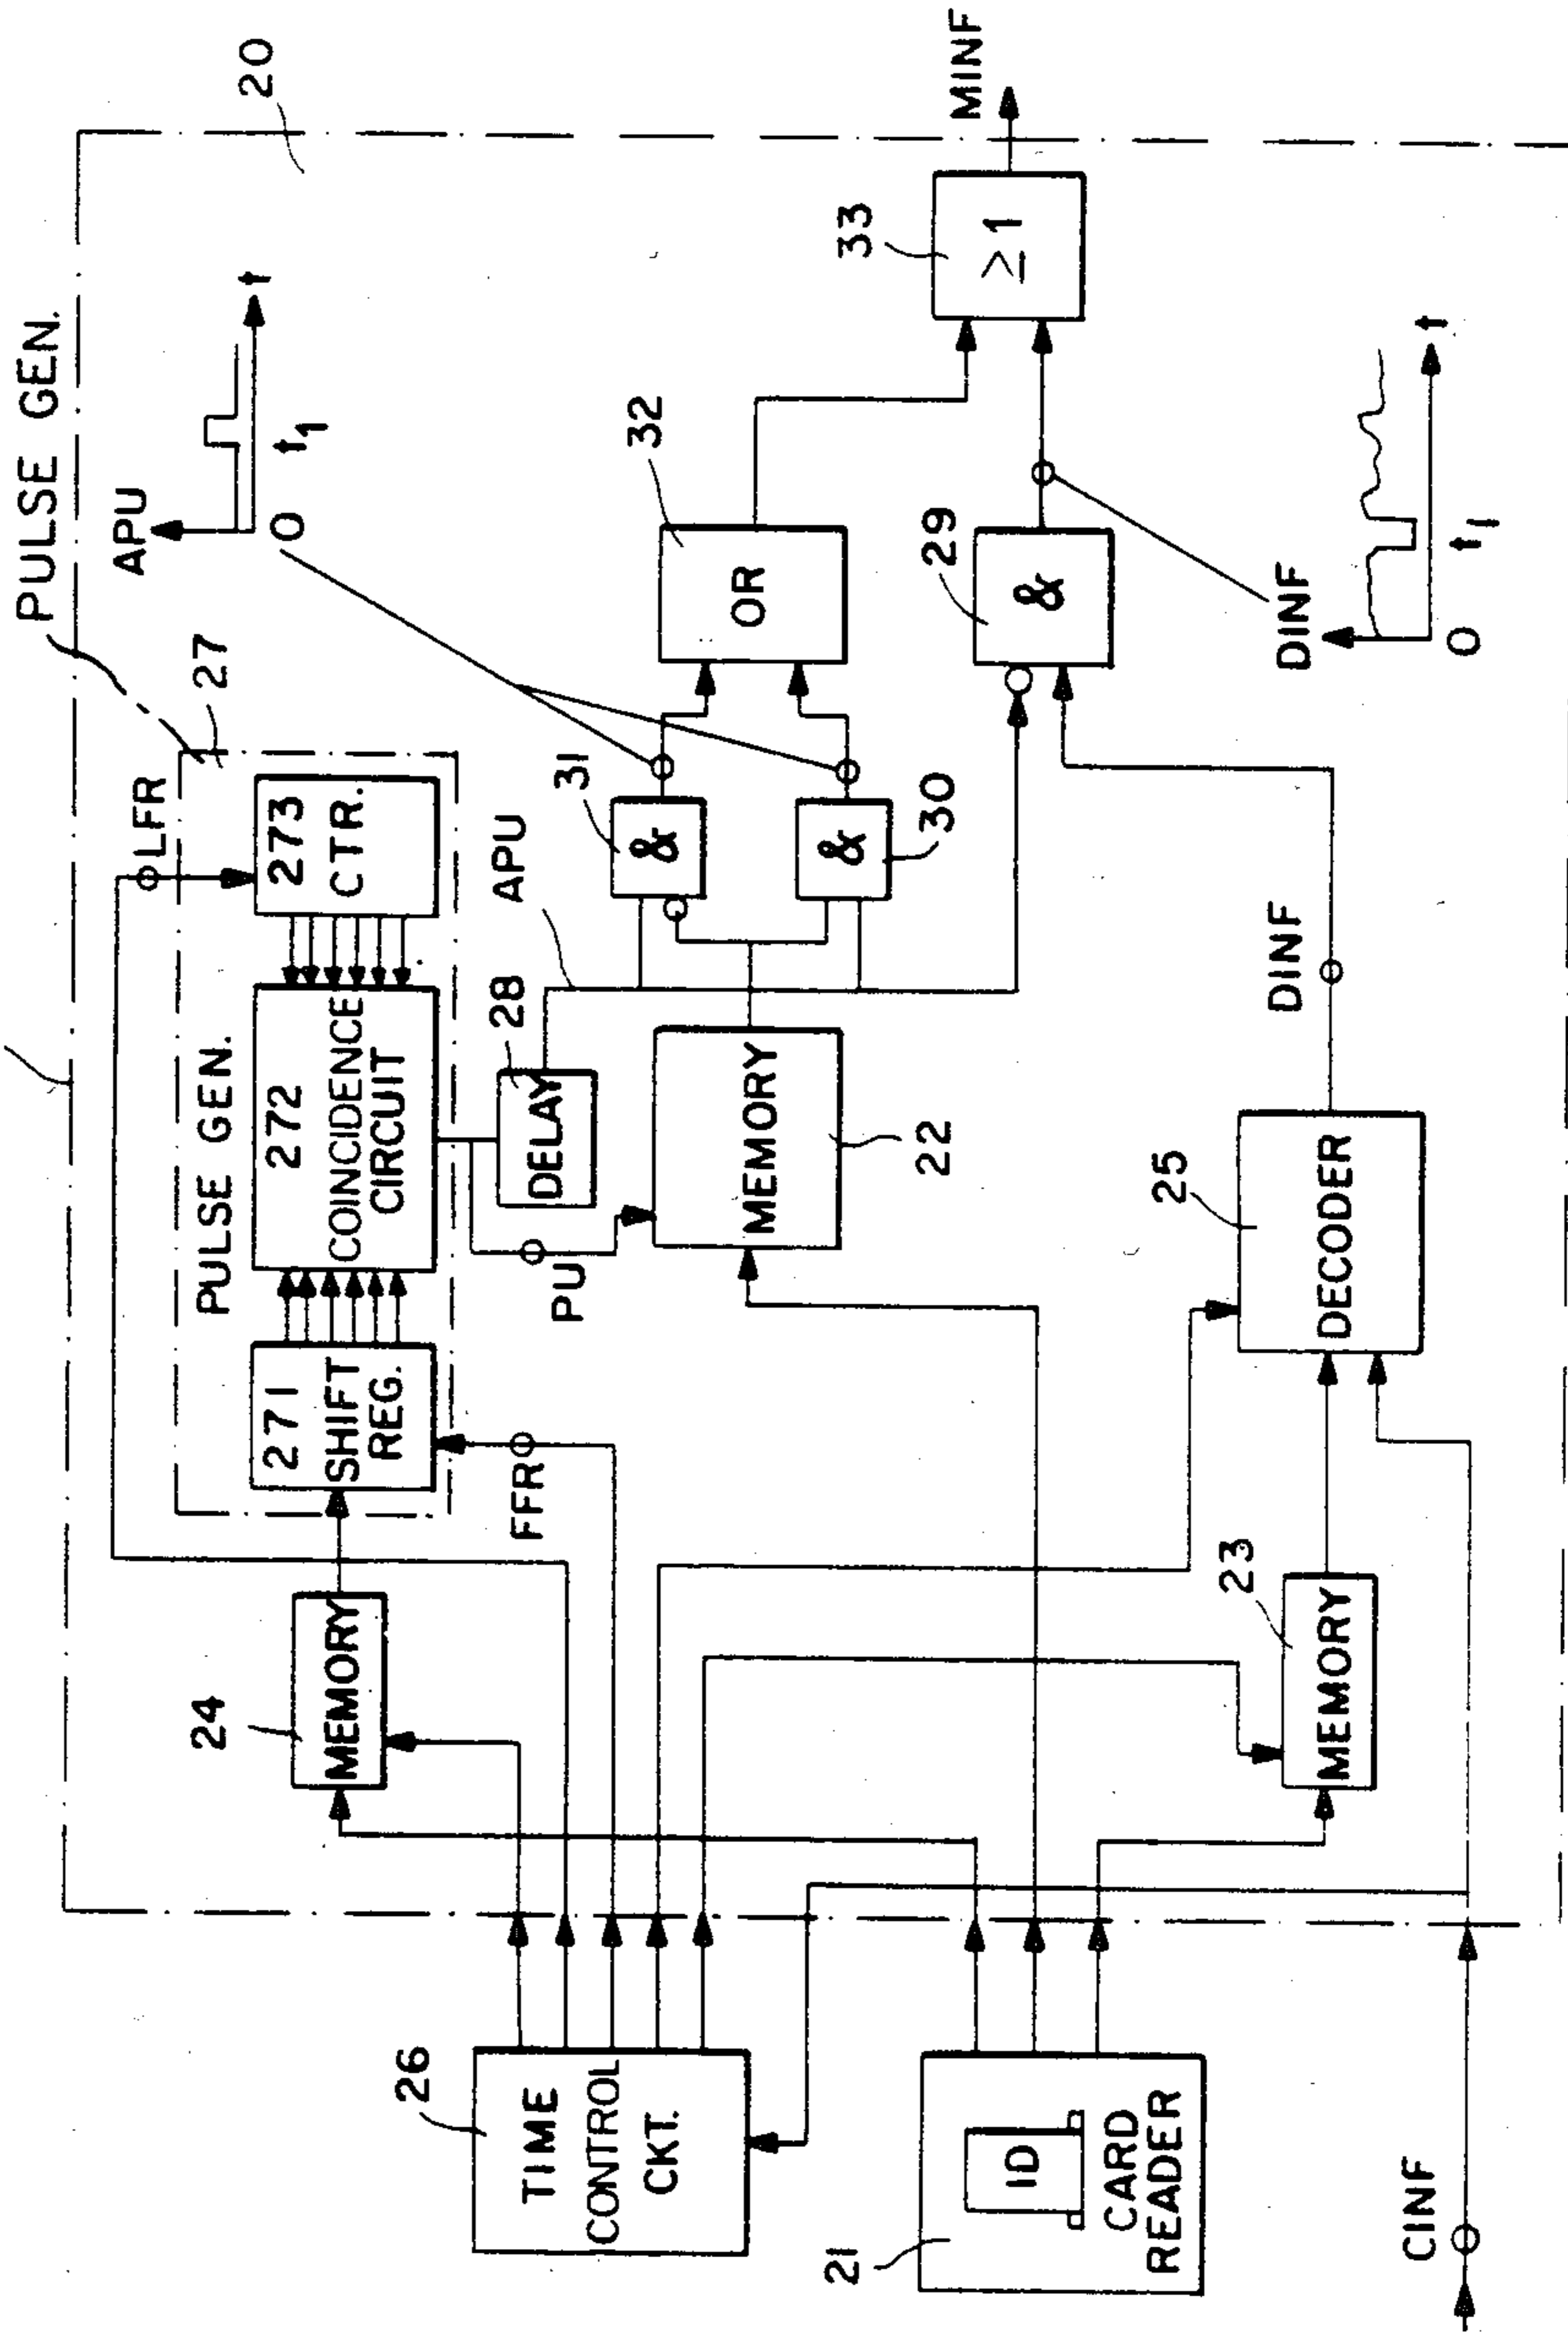 PULSE GEN.
20
APU
t
0
t1
27
LFR
273
CTR.
PULSE GEN.
272
COINCIDENCE
CIRCUIT
271
SHIFT
REG.
24
MEMORY
FFR
PU
28
DELAY
APU
31
&
&
30
32
OR
33
≥1
MINF
MEMORY
22
29
&
DINF
0
t1
t
26
TIME
CONTROL
CKT.
21
ID
CARD
READER
23
MEMORY
25
DECODER
DINF
CINF